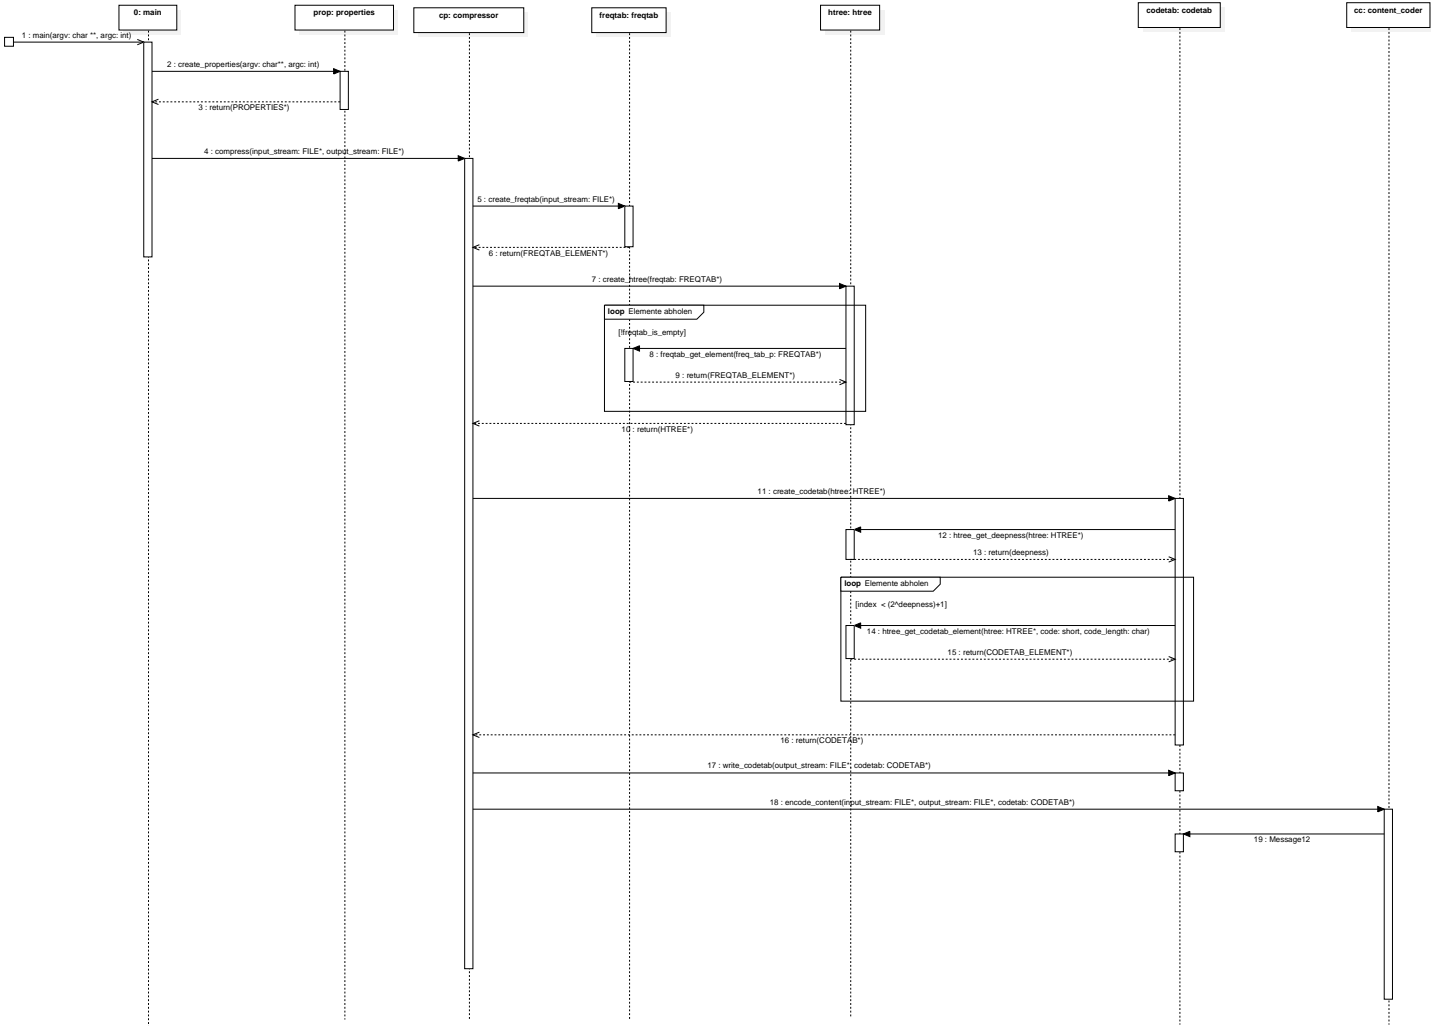 0: main
prop: properties
cp: compressor
freqtab: freqtab
htree: htree
codetab: codetab
cc: content_coder
1 : main(argv: char **, argc: int)
2 : create_properties(argv: char**, argc: int)
3 : return(PROPERTIES*)
4 : compress(input_stream: FILE*, output_stream: FILE*)
5 : create_freqtab(input_stream: FILE*)
6 : return(FREQTAB_ELEMENT*)
7 : create_htree(freqtab: FREQTAB*)
loop Elemente abholen
[!freqtab_is_empty]
8 : freqtab_get_element(freq_tab_p: FREQTAB*)
9 : return(FREQTAB_ELEMENT*)
10 : return(HTREE*)
11 : create_codetab(htree: HTREE*)
12 : htree_get_deepness(htree: HTREE*)
13 : return(deepness)
loop Elemente abholen
[index < (2^deepness)+1]
14 : htree_get_codetab_element(htree: HTREE*, code: short, code_length: char)
15 : return(CODETAB_ELEMENT*)
16 : return(CODETAB*)
17 : write_codetab(output_stream: FILE*, codetab: CODETAB*)
18 : encode_content(input_stream: FILE*, output_stream: FILE*, codetab: CODETAB*)
19 : Message12